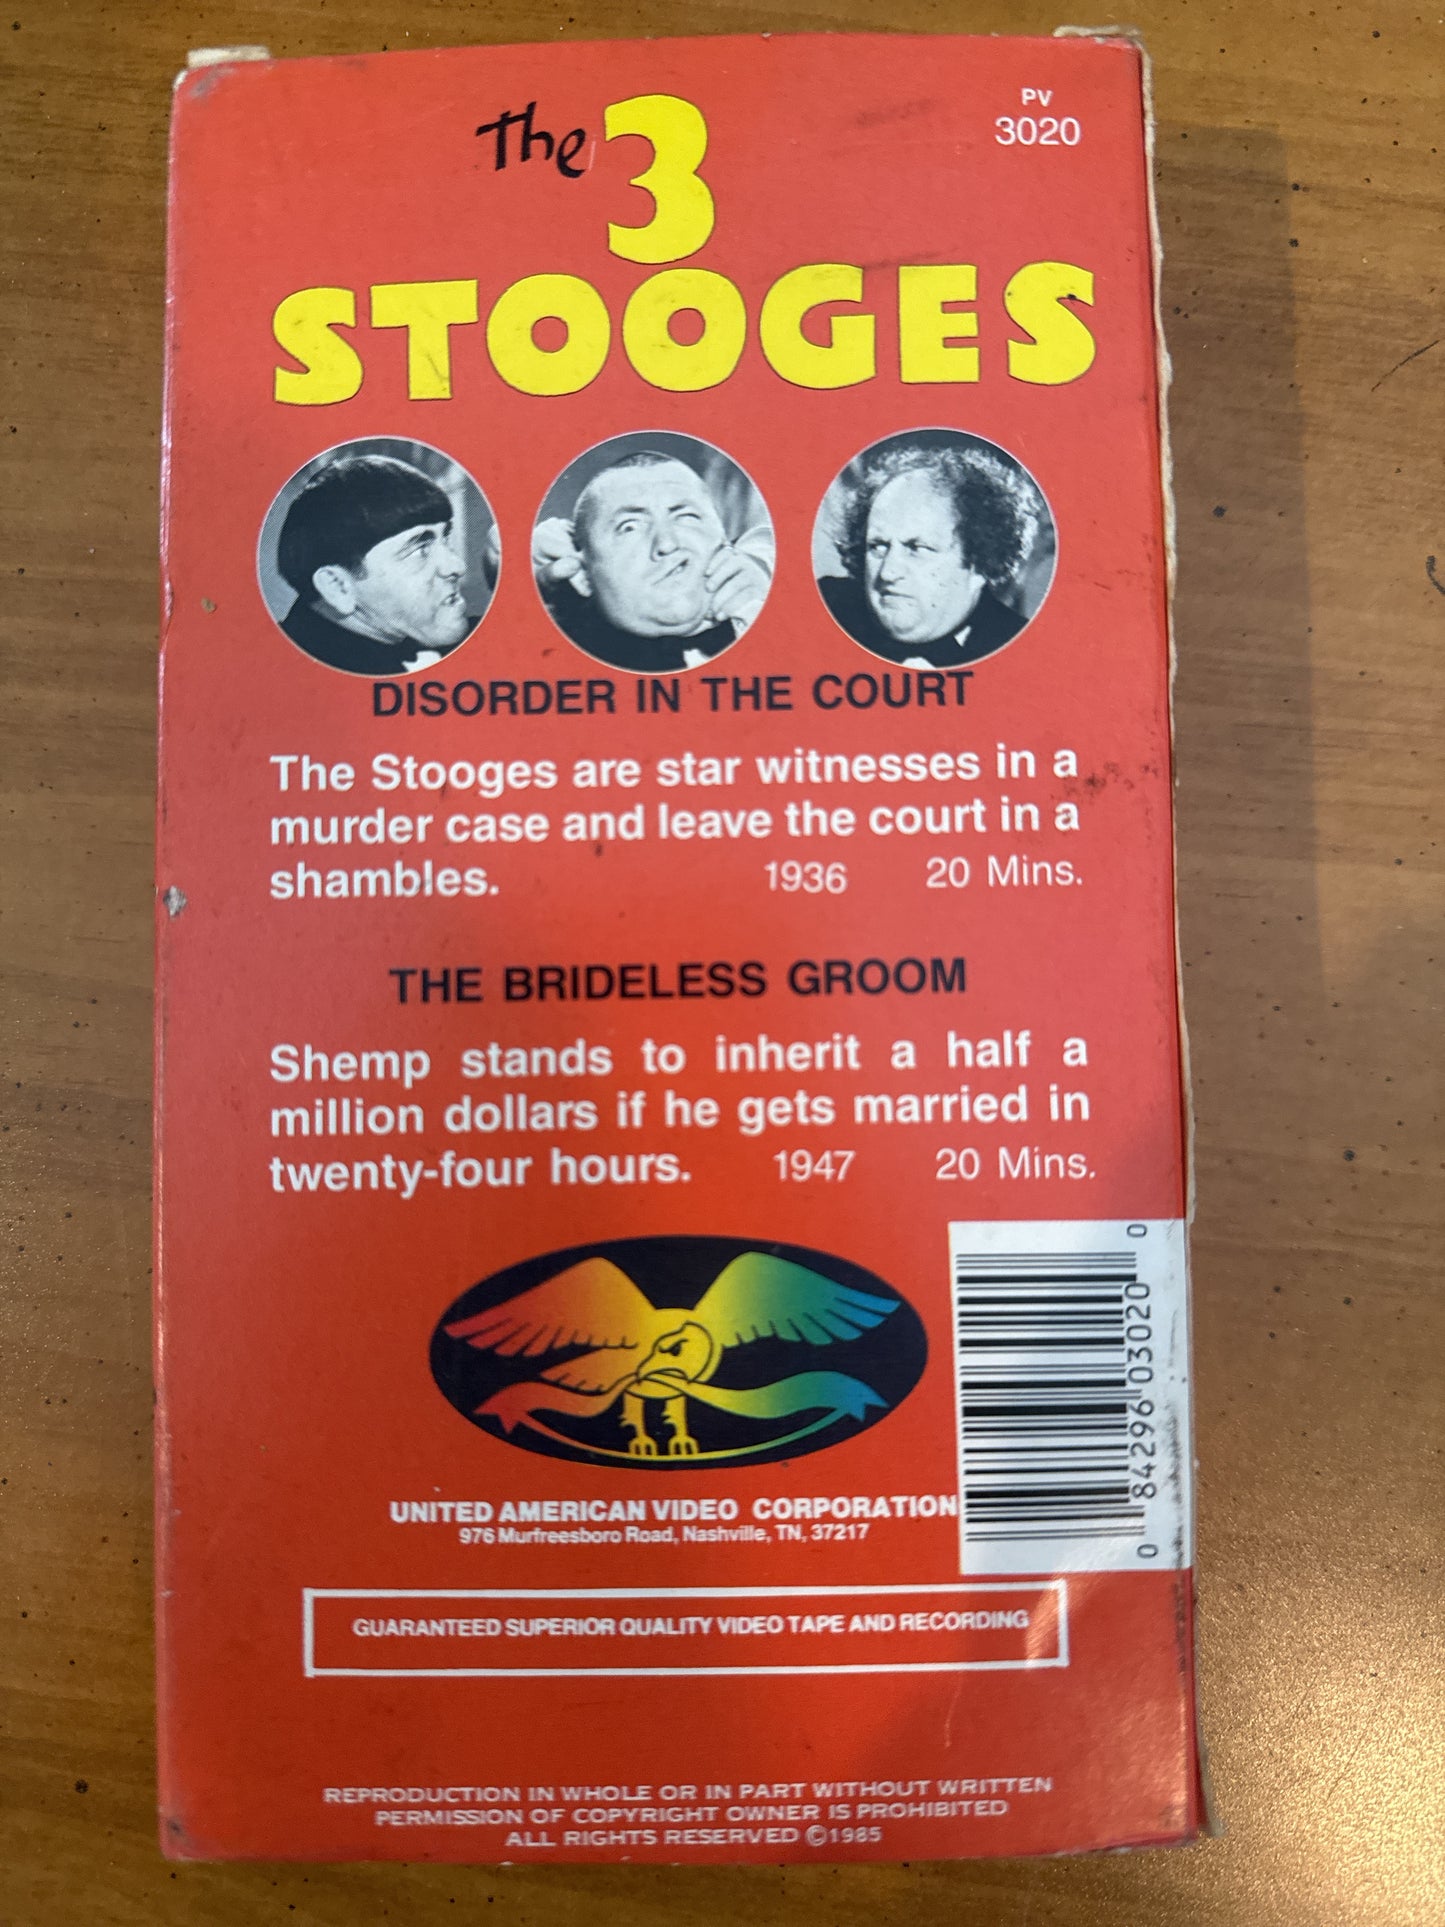 PV
3020
The 3
STOOGES
DISORDER IN THE COURT
The Stooges are star witnesses in a
murder case and leave the court in a
shambles. 1936 20 Mins.
THE BRIDELESS GROOM
Shemp stands to inherit a half a
million dollars if he gets married in
twenty-four hours. 1947 20 Mins.
0 84296 03020 0
UNITED AMERICAN VIDEO CORPORATION
976 Murfreesboro Road, Nashville, TN, 37217
GUARANTEED SUPERIOR QUALITY VIDEO TAPE AND RECORDING
REPRODUCTION IN WHOLE OR IN PART WITHOUT WRITTEN
PERMISSION OF COPYRIGHT OWNER IS PROHIBITED
ALL RIGHTS RESERVED ©1985